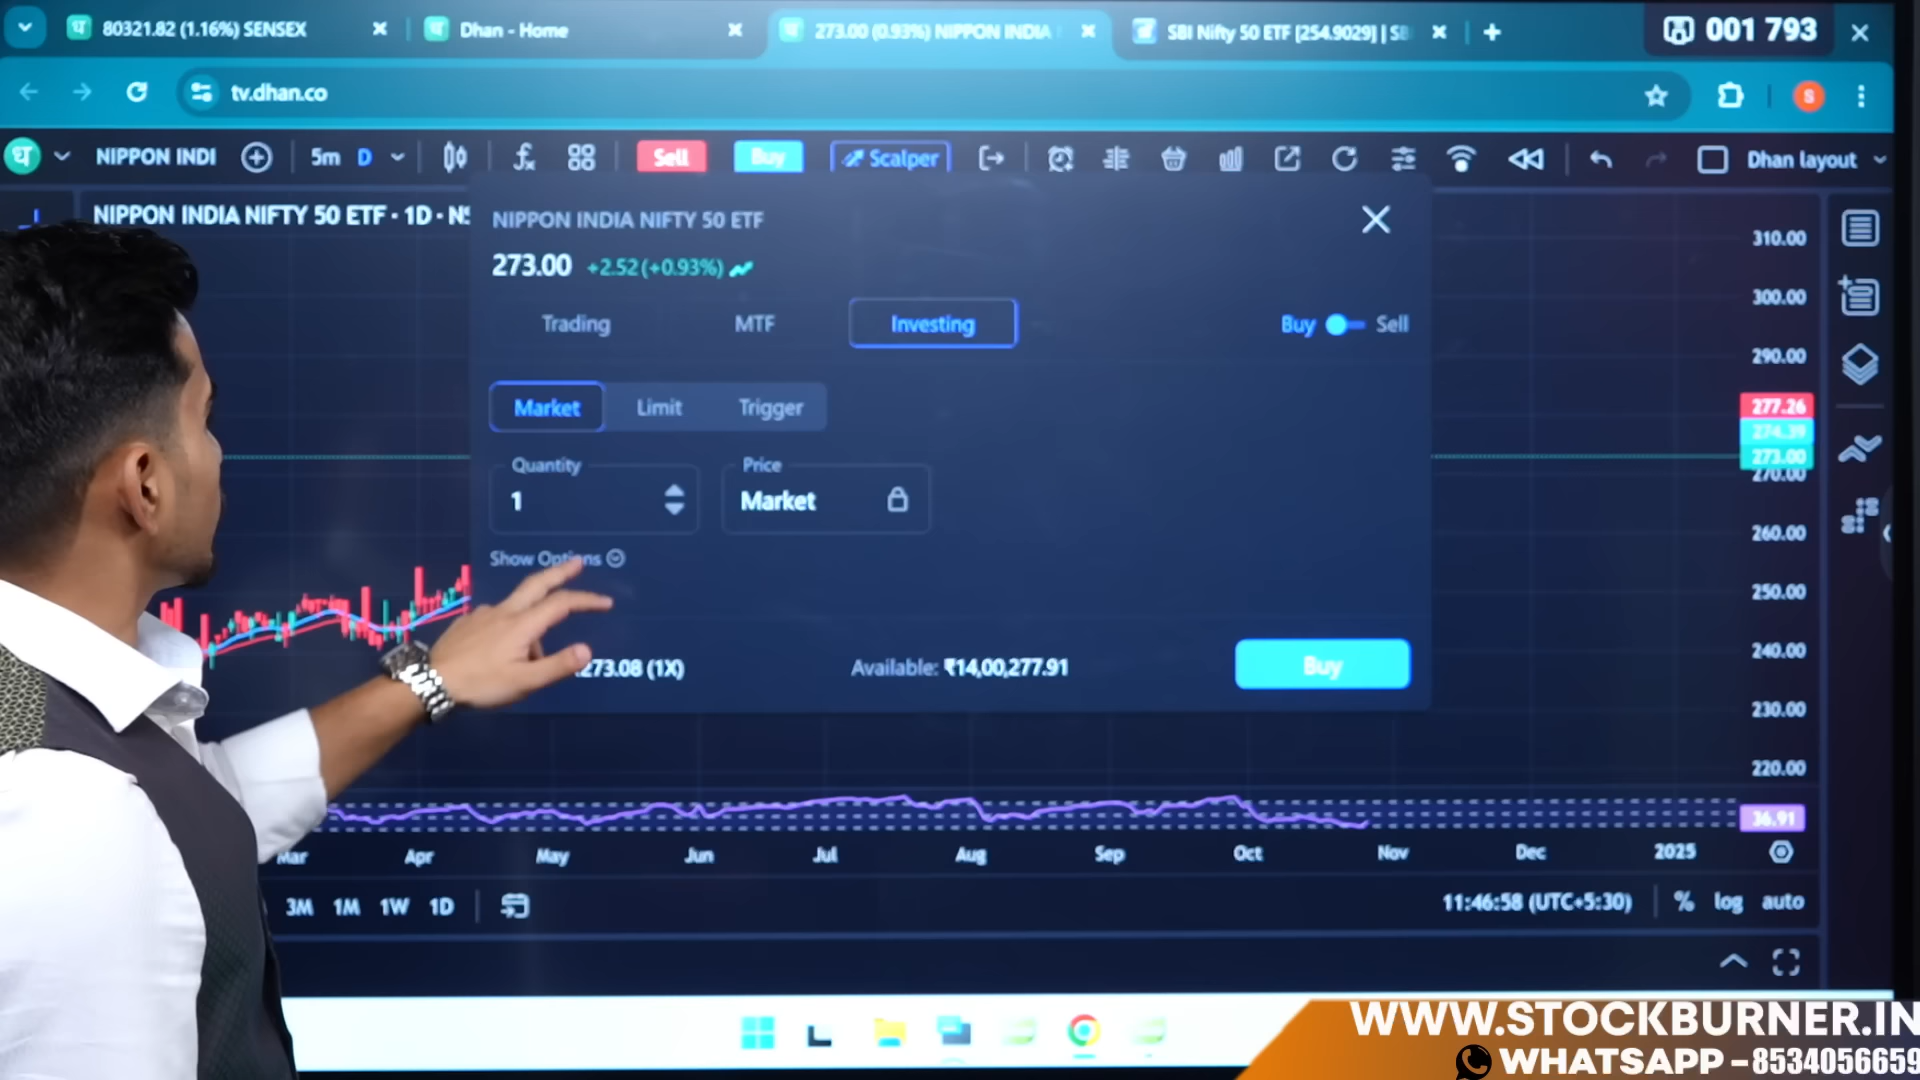 80321.82 (1.16%) SENSEX
Dhan - Home
273.00 (0.93%) NIPPON INDIA
SBI Nifty 50 ETF [254.9029] | SB
001 793
tv.dhan.co
S
घ
NIPPON INDI
5m
D
Sell
Buy
Scalper
Dhan layout
NIPPON INDIA NIFTY 50 ETF · 1D · NS
NIPPON INDIA NIFTY 50 ETF
273.00 +2.52 (+0.93%)
Trading
MTF
Investing
Buy
Sell
Market
Limit
Trigger
Quantity
1
Price
Market
Show Options
273.08 (1X)
Available: ₹14,00,277.91
Buy
310.00
300.00
290.00
277.26
274.39
273.00
270.00
260.00
250.00
240.00
230.00
220.00
36.91
Mar
Apr
May
Jun
Jul
Aug
Sep
Oct
Nov
Dec
2025
3M 1M 1W 1D
11:46:58 (UTC+5:30)
%
log
auto
WWW.STOCKBURNER.IN
WHATSAPP - 8534056659